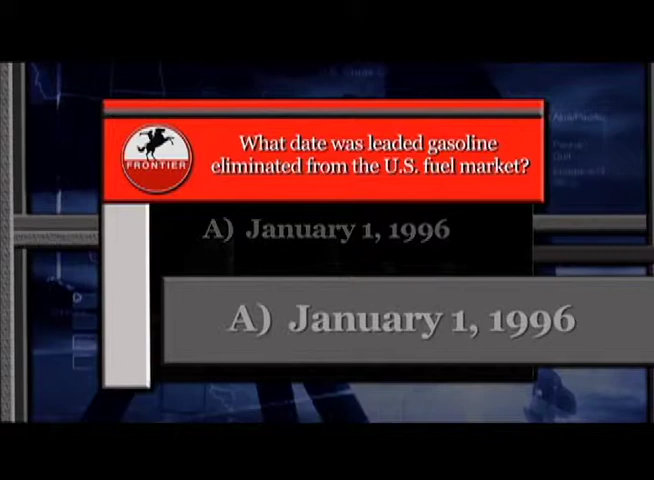 What date was leaded gasoline
FRONTIER
eliminated from the U.S. fuel market?
A) January 1, 1996
A) January 1, 1996